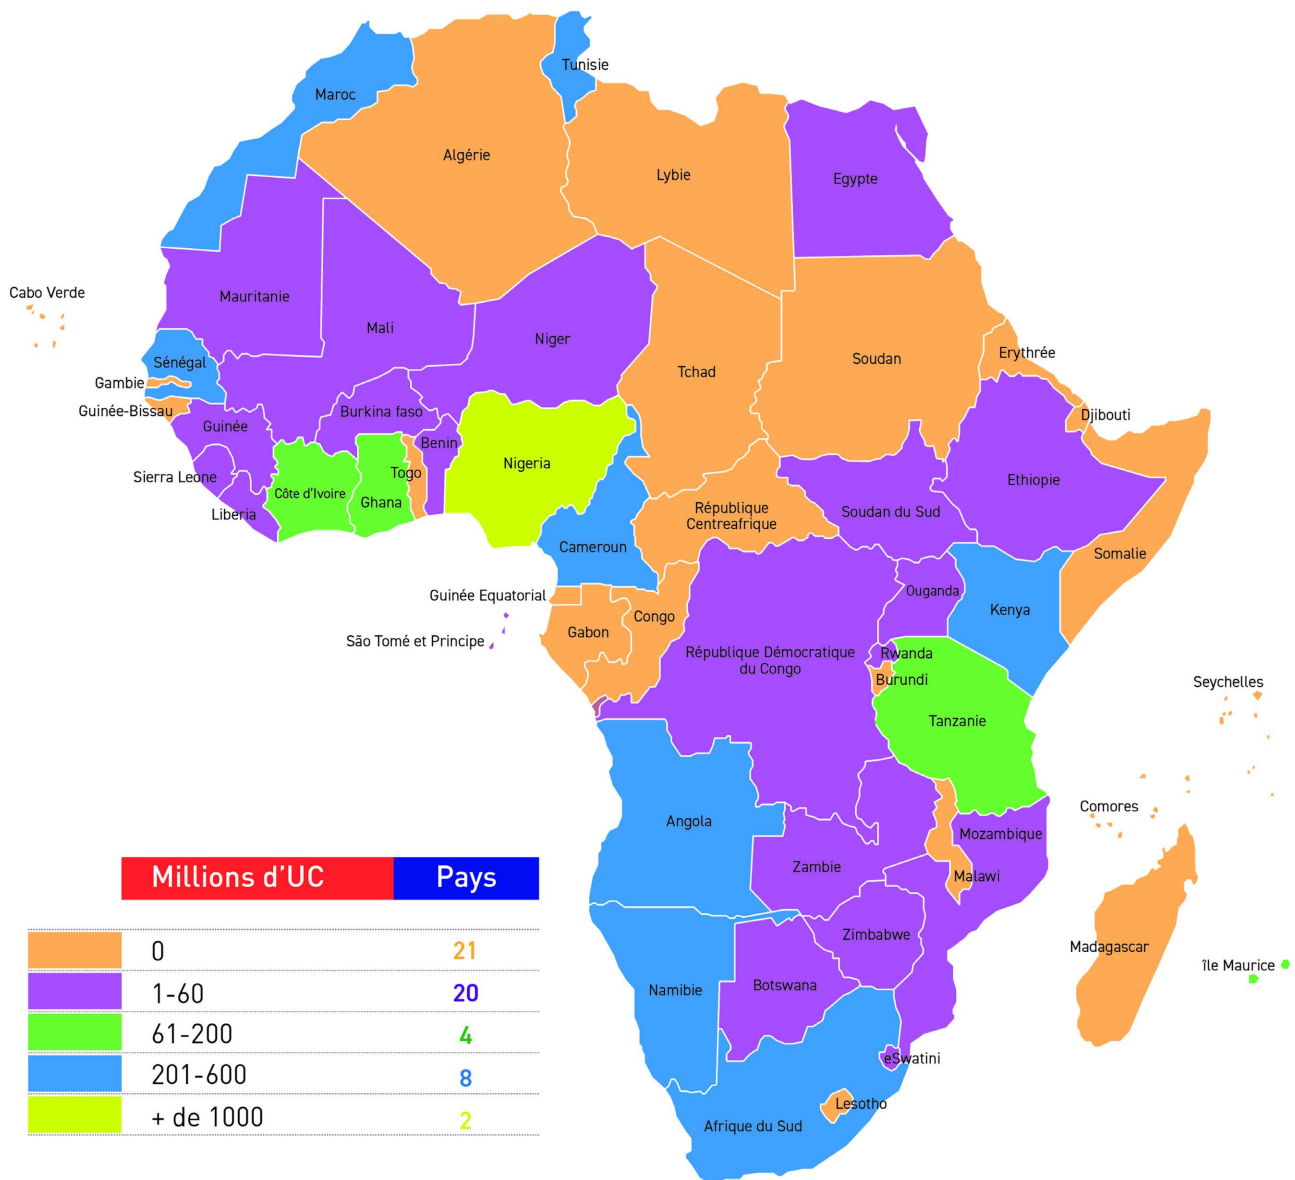 Tunisie
Maroc
Algérie
Lybie
Egypte
Cabo Verde
Mauritanie
Mali
Niger
Tchad
Soudan
Erythrée
Sénégal
Gambie
Guinée-Bissau
Djibouti
Burkina faso
Guinée
Benin
Nigeria
Togo
Sierra Leone
Côte d'Ivoire
Ghana
Ethiopie
Liberia
République
Centreafrique
Soudan du Sud
Cameroun
Somalie
Guinée Equatorial
Ouganda
Kenya
Congo
Gabon
São Tomé et Principe
République Démocratique
du Congo
Rwanda
Burundi
Seychelles
Tanzanie
Comores
Angola
Mozambique
Zambie
Malawi
Zimbabwe
Madagascar
île Maurice
Namibie
Botswana
eSwatini
Lesotho
Afrique du Sud
Millions d'UC Pays
0 21
1-60 20
61-200 4
201-600 8
+ de 1000 2